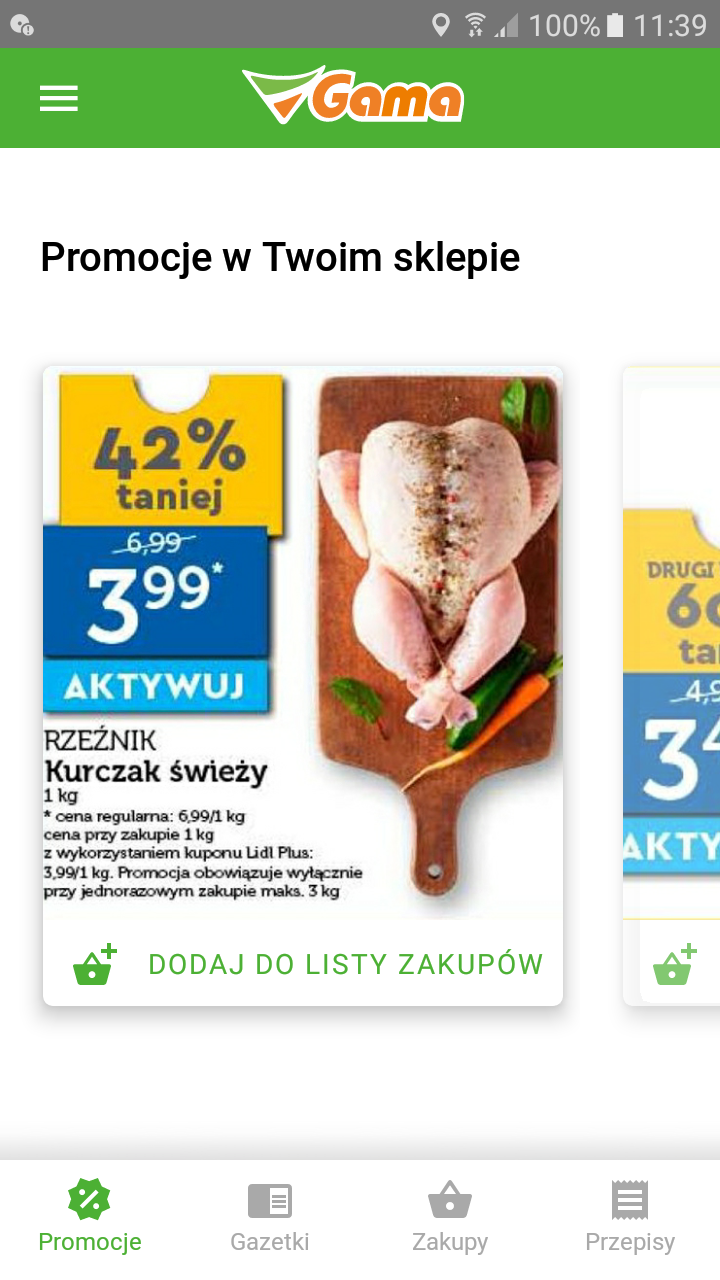 100% 11:39
Gama
Promocje w Twoim sklepie
42%
taniej
6,99
3 99*
AKTYWUJ
RZEŹNIK
Kurczak świeży
1 kg
* cena regularna: 6,99/1 kg
cena przy zakupie 1 kg
z wykorzystaniem kuponu Lidl Plus:
3,99/1 kg. Promocja obowiązuje wyłącznie
przy jednorazowym zakupie maks. 3 kg
DODAJ DO LISTY ZAKUPÓW
DRUGI
Promocje
Gazetki
Zakupy
Przepisy